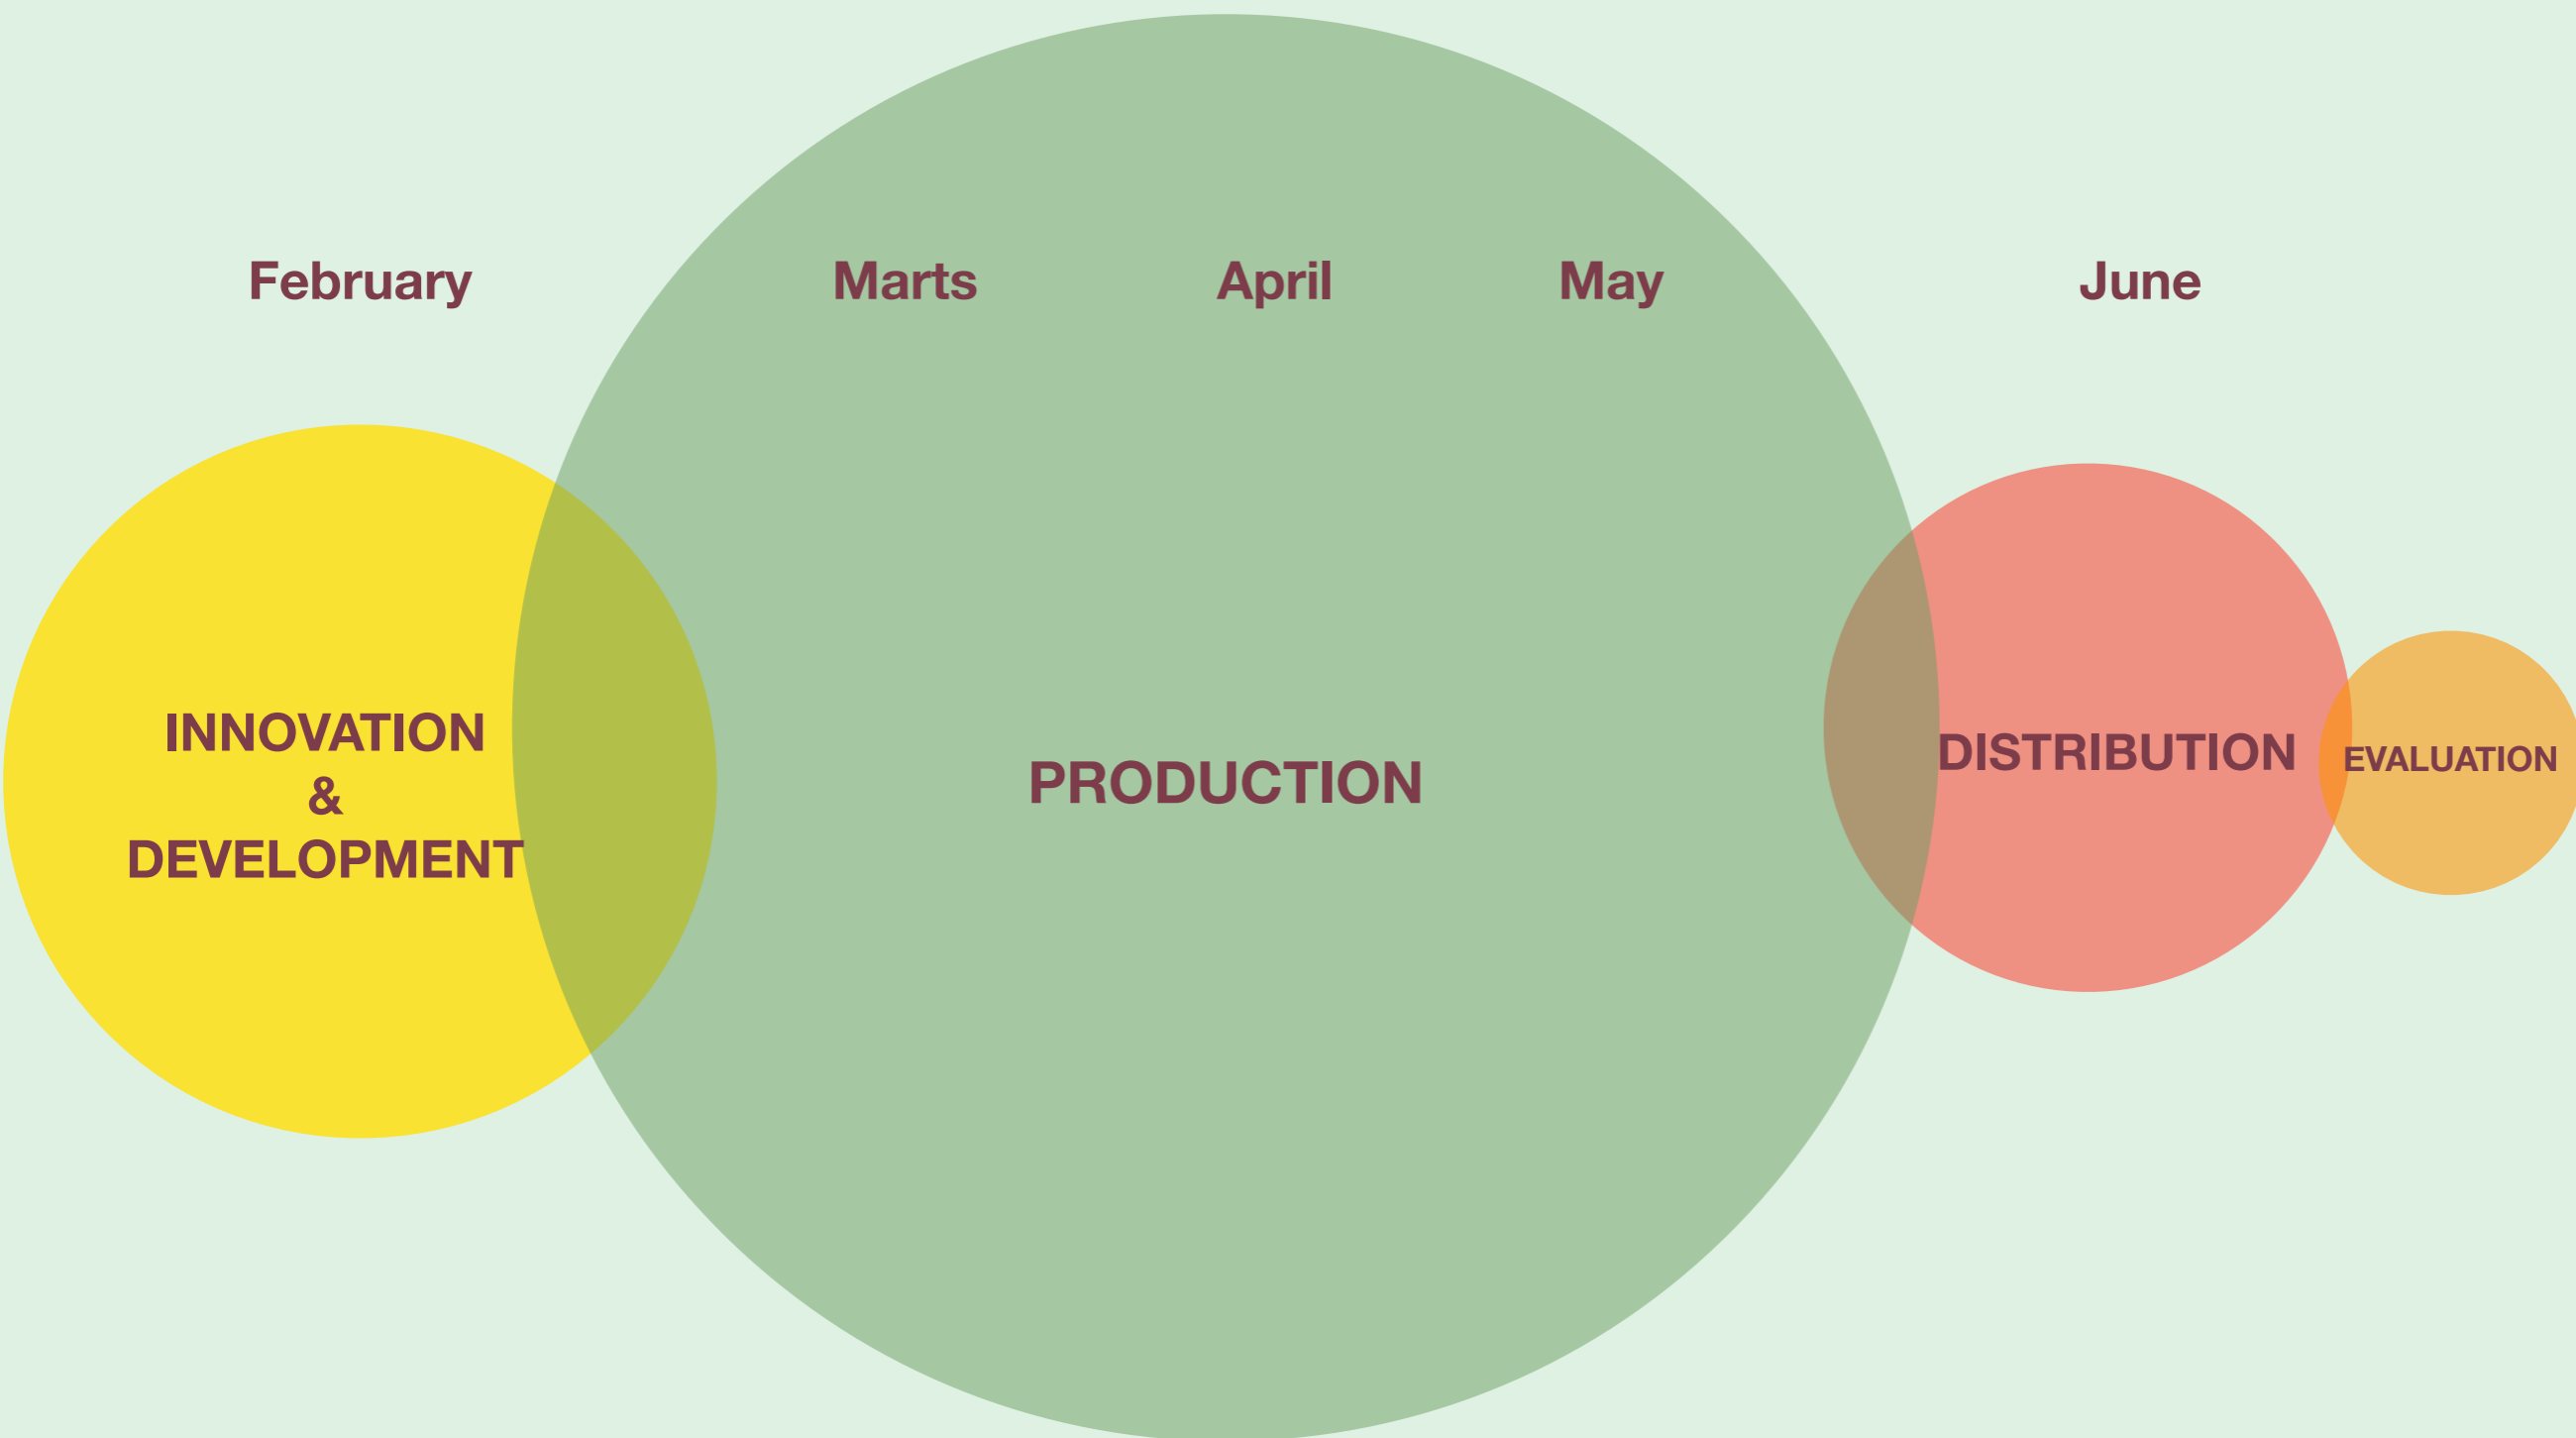 February
Marts
April
May
June
INNOVATION
&
DEVELOPMENT
PRODUCTION
DISTRIBUTION
EVALUATION